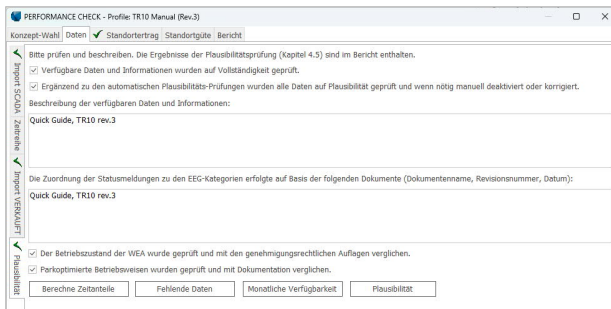 PERFORMANCE CHECK - Profile: TR10 Manual (Rev.3)
Konzept-Wahl Daten Standortertrag Standortgüte Bericht
Import SCADA
Zeitreihe
Import VERKAUFT
Plausibilität
Bitte prüfen und beschreiben. Die Ergebnisse der Plausibilitätsprüfung (Kapitel 4.5) sind im Bericht enthalten.
Verfügbare Daten und Informationen wurden auf Vollständigkeit geprüft.
Ergänzend zu den automatischen Plausibilitäts-Prüfungen wurden alle Daten auf Plausibilität geprüft und wenn nötig manuell deaktiviert oder korrigiert.
Beschreibung der verfügbaren Daten und Informationen:
Quick Guide, TR10 rev.3
Die Zuordnung der Statusmeldungen zu den EEG-Kategorien erfolgte auf Basis der folgenden Dokumente (Dokumentenname, Revisionsnummer, Datum):
Quick Guide, TR10 rev.3
Der Betriebszustand der WEA wurde geprüft und mit den genehmigungsrechtlichen Auflagen verglichen.
Parkoptimierte Betriebsweisen wurden geprüft und mit Dokumentation verglichen.
Berechne Zeitanteile Fehlende Daten Monatliche Verfügbarkeit Plausibilität